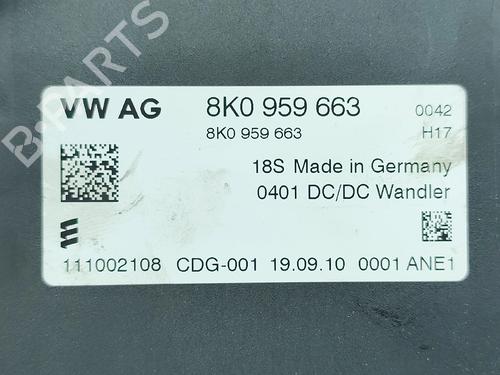 B-PARTS
VW AG 8K0 959 663 0042
8K0 959 663 H17
18S Made in Germany
0401 DC/DC Wandler
111002108 CDG-001 19.09.10 0001 ANE1